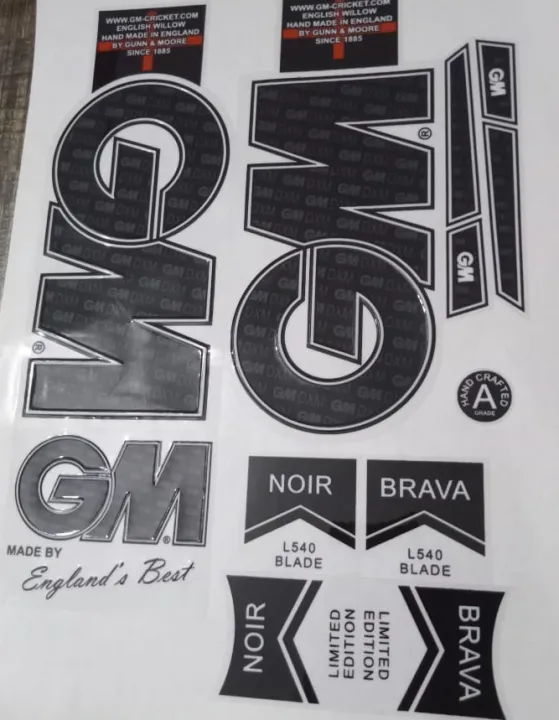 WWW.GM-CRICKET.COM
ENGLISH WILLOW
HAND MADE IN ENGLAND
BY GUNN & MOORE
SINCE 1885
WWW.GM-CRICKET.COM
ENGLISH WILLOW
HAND MADE IN ENGLAND
BY GUNN & MOORE
SINCE 1885
GM
®
GM
®
GM
GM
HAND CRAFTED
A
GRADE
GM®
MADE BY
England's Best
NOIR
L540
BLADE
BRAVA
L540
BLADE
NOIR
LIMITED
EDITION
LIMITED
EDITION
BRAVA
GM DXM